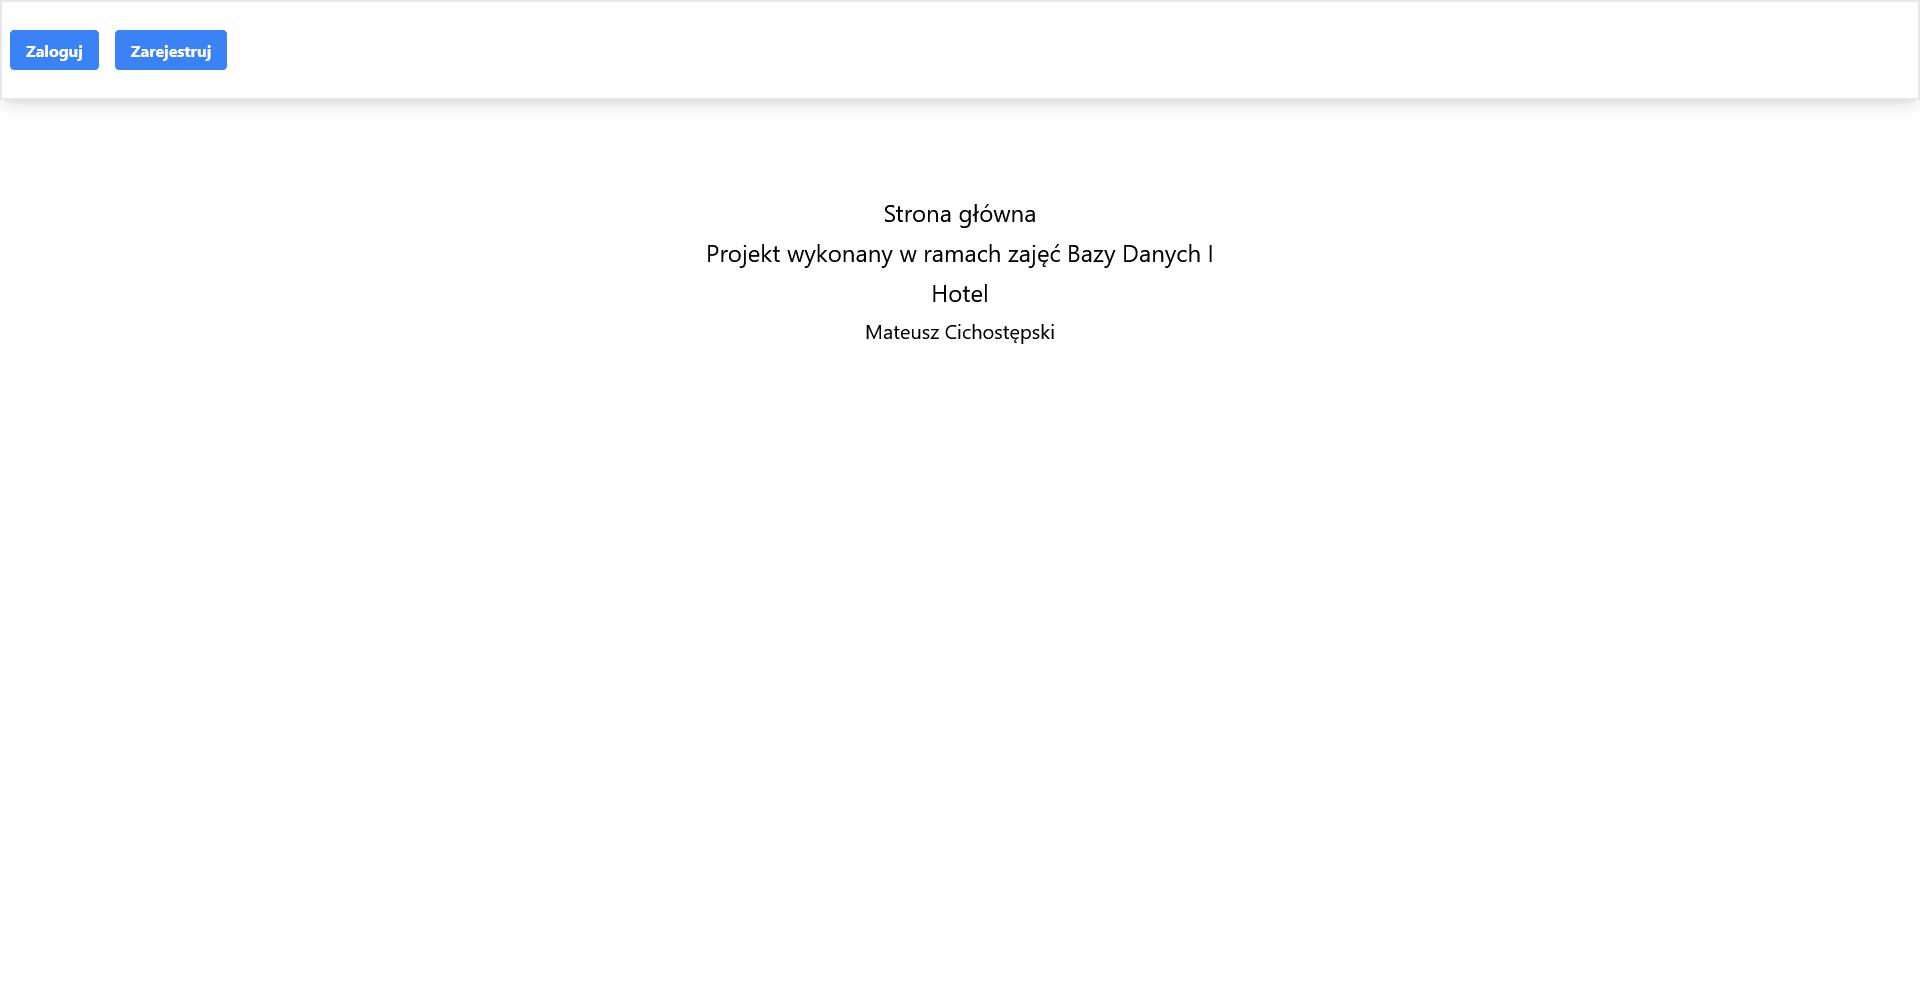 Zaloguj Zarejestruj
Strona główna
Projekt wykonany w ramach zajęć Bazy Danych I
Hotel
Mateusz Cichostępski